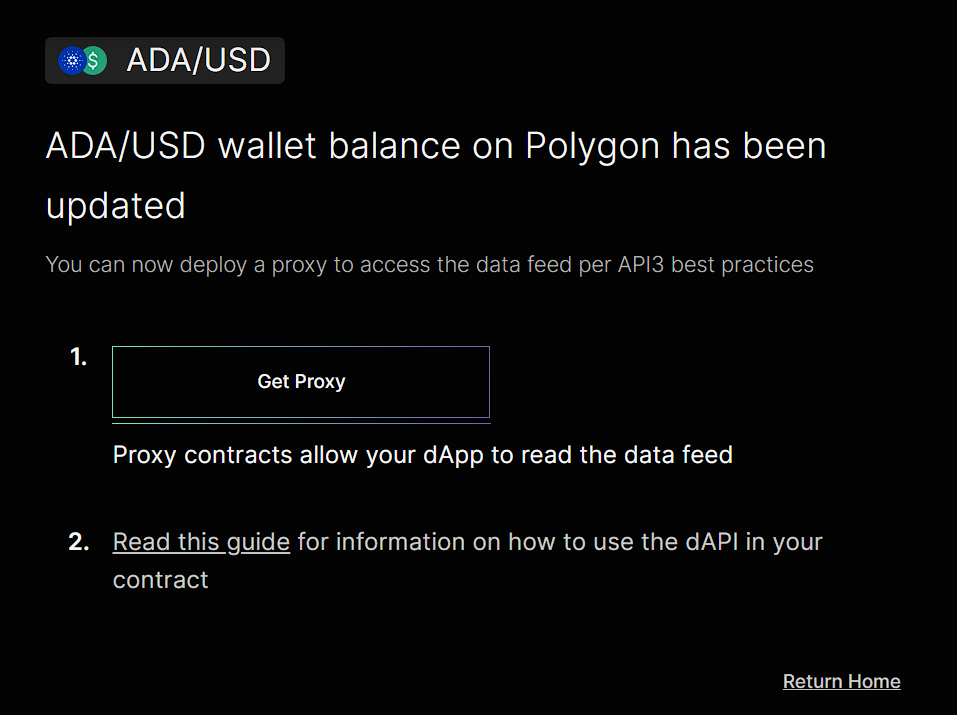 ADA/USD
ADA/USD wallet balance on Polygon has been
updated
You can now deploy a proxy to access the data feed per API3 best practices
1.
Get Proxy
Proxy contracts allow your dApp to read the data feed
2. Read this guide for information on how to use the dAPI in your
contract
Return Home